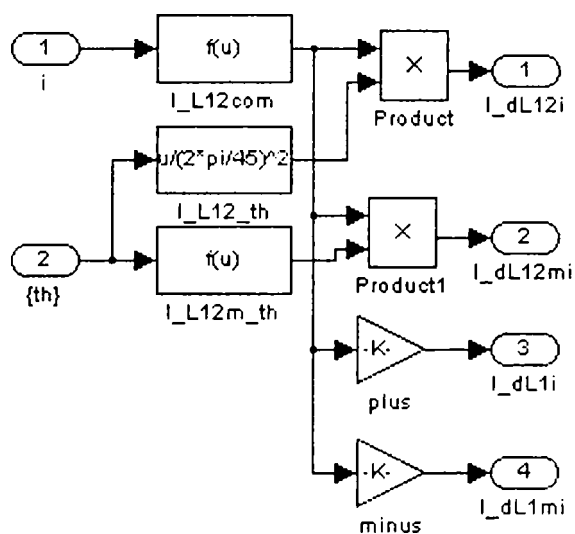 1
i
f(u)
I_L12com
×
Product
1
I_dL12i
u/(2*pi/45)^2
I_L12_th
2
{th}
f(u)
I_L12m_th
×
Product1
2
I_dL12mi
-K-
plus
3
I_dL1i
-K-
minus
4
I_dL1mi